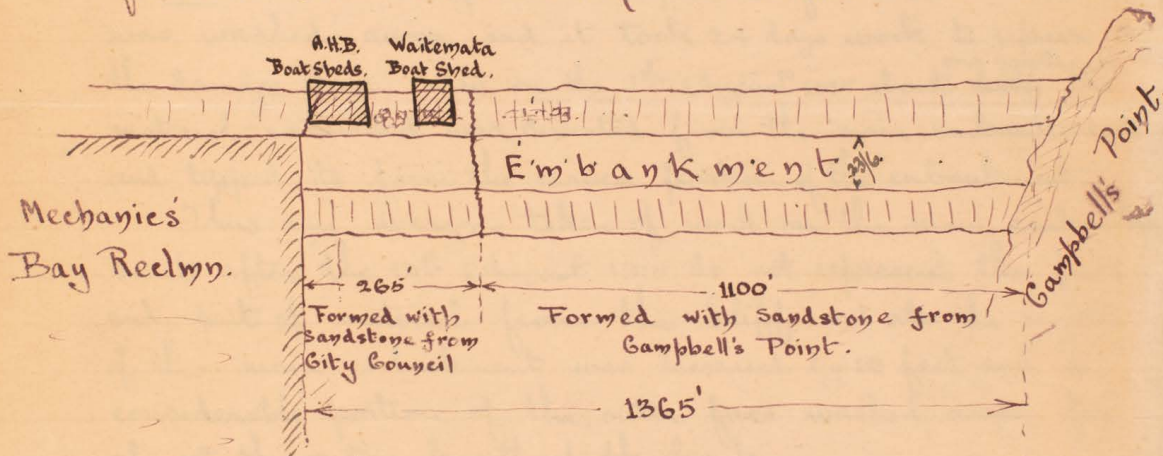 A.H.B.
Boat Sheds.
Waitemata
Boat Shed.
Embankment
Mechanics'
Bay Reclmn.
Campbell's Point
265'
1100'
Formed with
Sandstone from
City Council
Formed with Sandstone from
Campbell's Point.
1365'